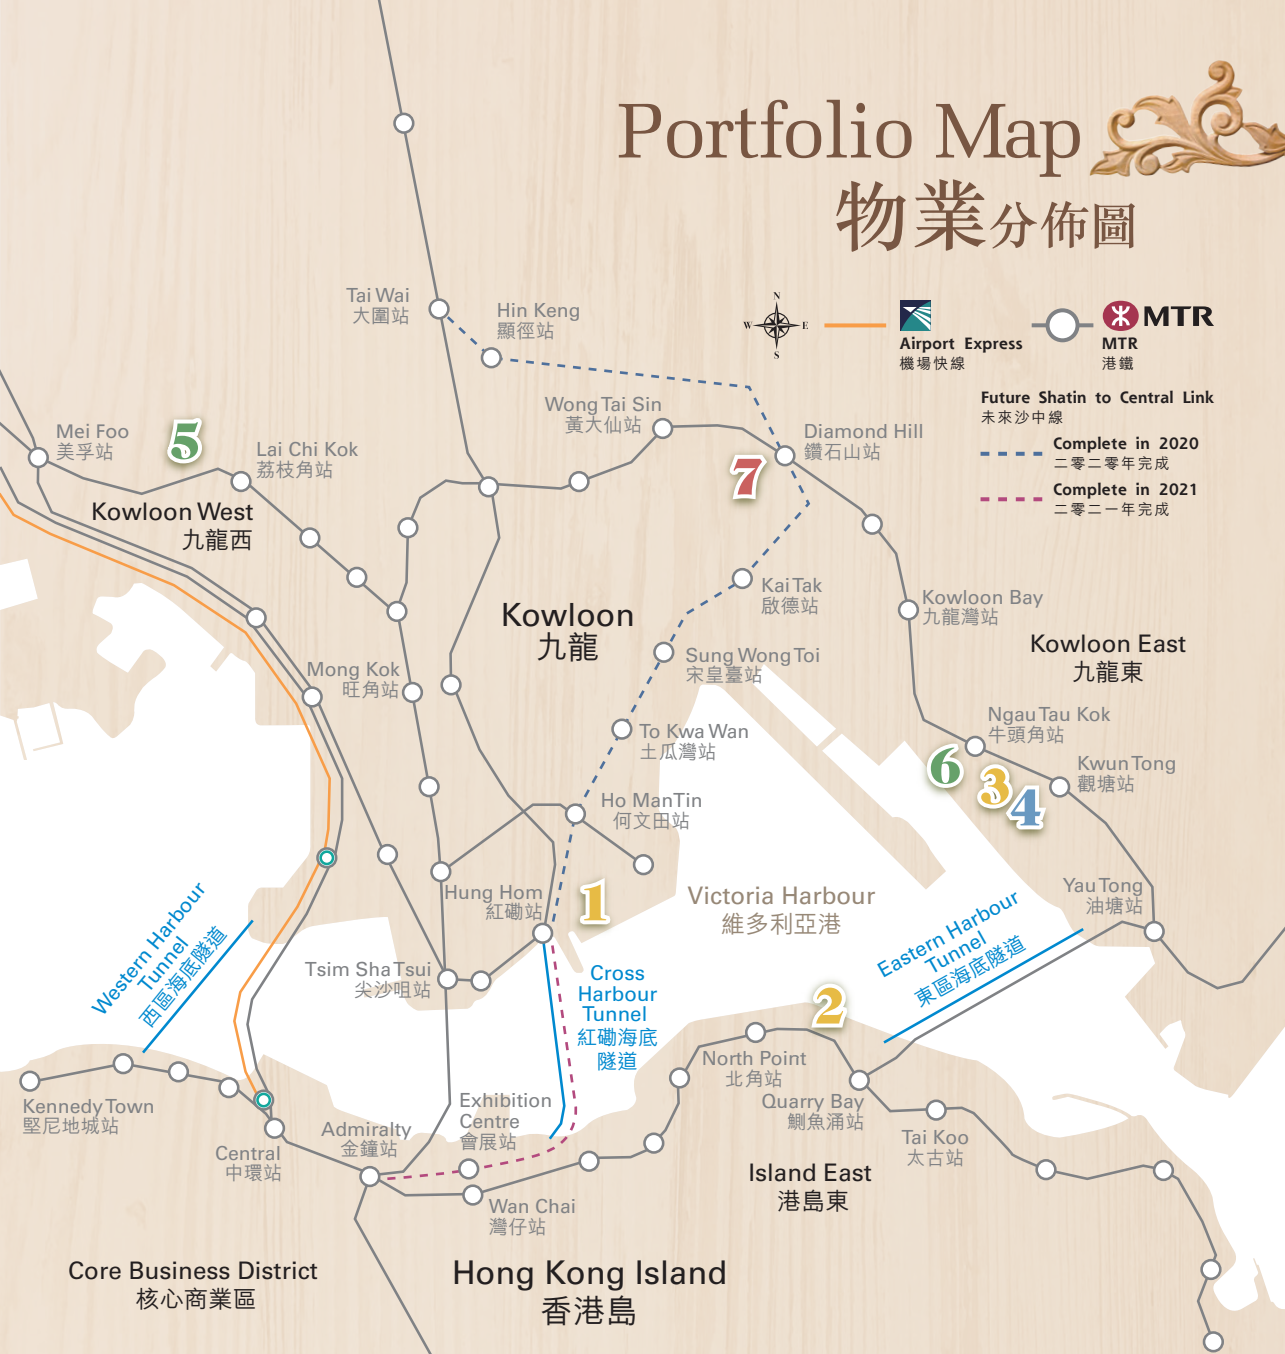 Portfolio Map
物業分佈圖
N
W
E
S
Airport Express
機場快線
MTR
MTR
港鐵
Future Shatin to Central Link
未來沙中線
Complete in 2020
二零二零年完成
Complete in 2021
二零二一年完成
Tai Wai
大圍站
Hin Keng
顯徑站
Wong Tai Sin
黃大仙站
Diamond Hill
鑽石山站
7
Mei Foo
美孚站
5
Lai Chi Kok
荔枝角站
Kowloon West
九龍西
Kowloon
九龍
Kai Tak
啟德站
Kowloon Bay
九龍灣站
Kowloon East
九龍東
Mong Kok
旺角站
Sung Wong Toi
宋皇臺站
To Kwa Wan
土瓜灣站
Ngau Tau Kok
牛頭角站
6
3
4
Kwun Tong
觀塘站
Ho Man Tin
何文田站
Hung Hom
紅磡站
1
Victoria Harbour
維多利亞港
Yau Tong
油塘站
Western Harbour
Tunnel
西區海底隧道
Eastern Harbour
Tunnel
東區海底隧道
Tsim Sha Tsui
尖沙咀站
Cross
Harbour
Tunnel
紅磡海底
隧道
2
North Point
北角站
Quarry Bay
鰂魚涌站
Tai Koo
太古站
Kennedy Town
堅尼地城站
Central
中環站
Admiralty
金鐘站
Exhibition
Centre
會展站
Wan Chai
灣仔站
Island East
港島東
Core Business District
核心商業區
Hong Kong Island
香港島